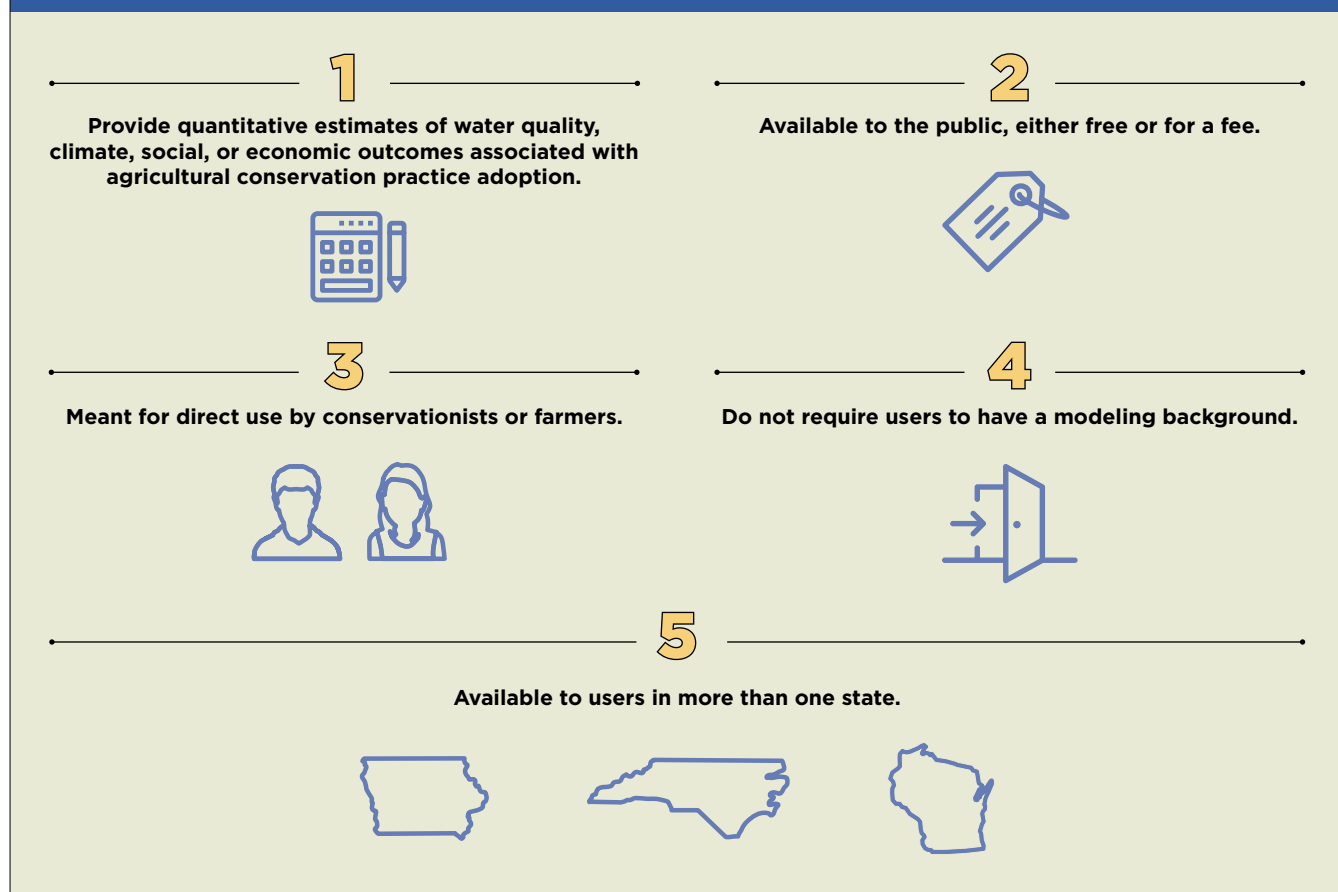 1
Provide quantitative estimates of water quality,
climate, social, or economic outcomes associated with
agricultural conservation practice adoption.
2
Available to the public, either free or for a fee.
3
Meant for direct use by conservationists or farmers.
4
Do not require users to have a modeling background.
5
Available to users in more than one state.